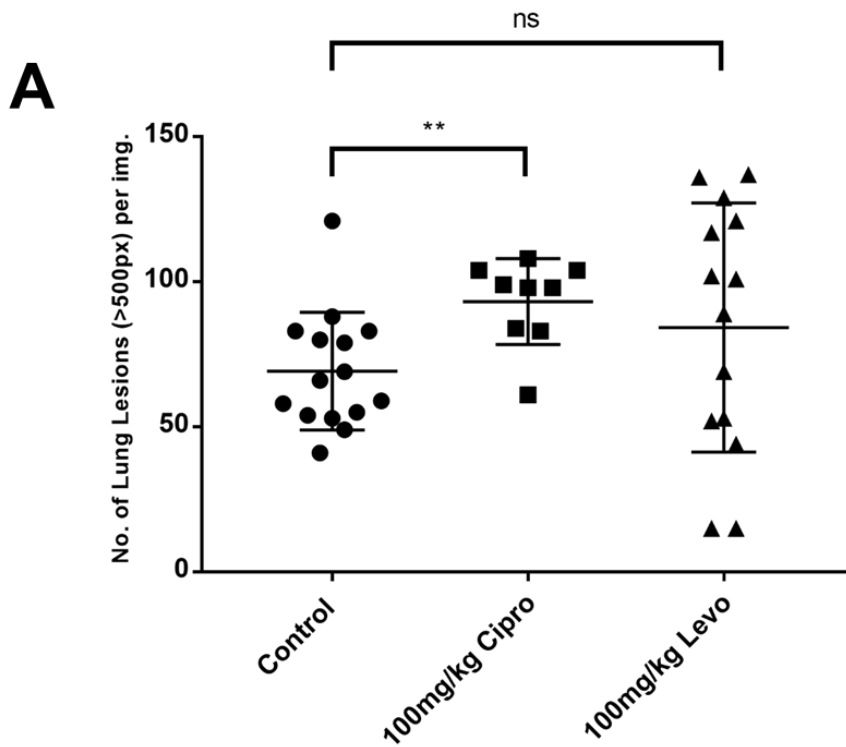 ns
A
**
No. of Lung Lesions (>500px) per img.
150
100
50
0
Control
100mg/kg Cipro
100mg/kg Levo